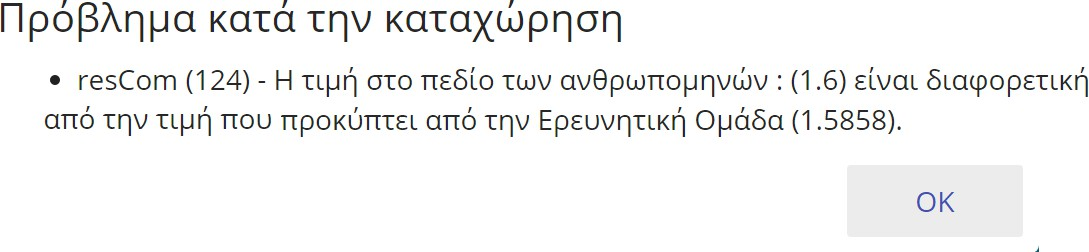 Πρόβλημα κατά την καταχώρηση
• resCom (124) - Η τιμή στο πεδίο των ανθρωπομηνών : (1.6) είναι διαφορετική
από την τιμή που προκύπτει από την Ερευνητική Ομάδα (1.5858).
OK